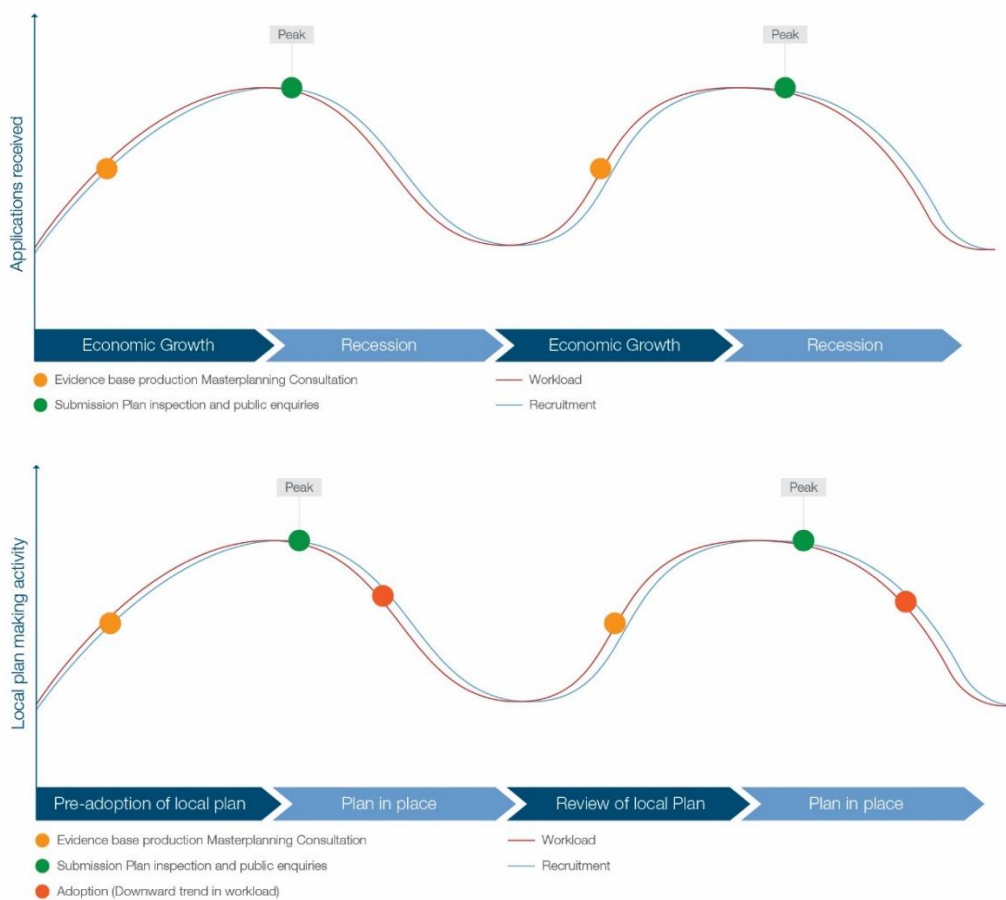 Peak
Peak
Applications received
Economic Growth
Recession
Economic Growth
Recession
Evidence base production Masterplanning Consultation
Workload
Submission Plan inspection and public enquiries
Recruitment
Peak
Peak
Local plan making activity
Pre-adoption of local plan
Plan in place
Review of local Plan
Plan in place
Evidence base production Masterplanning Consultation
Workload
Submission Plan inspection and public enquiries
Recruitment
Adoption (Downward trend in workload)